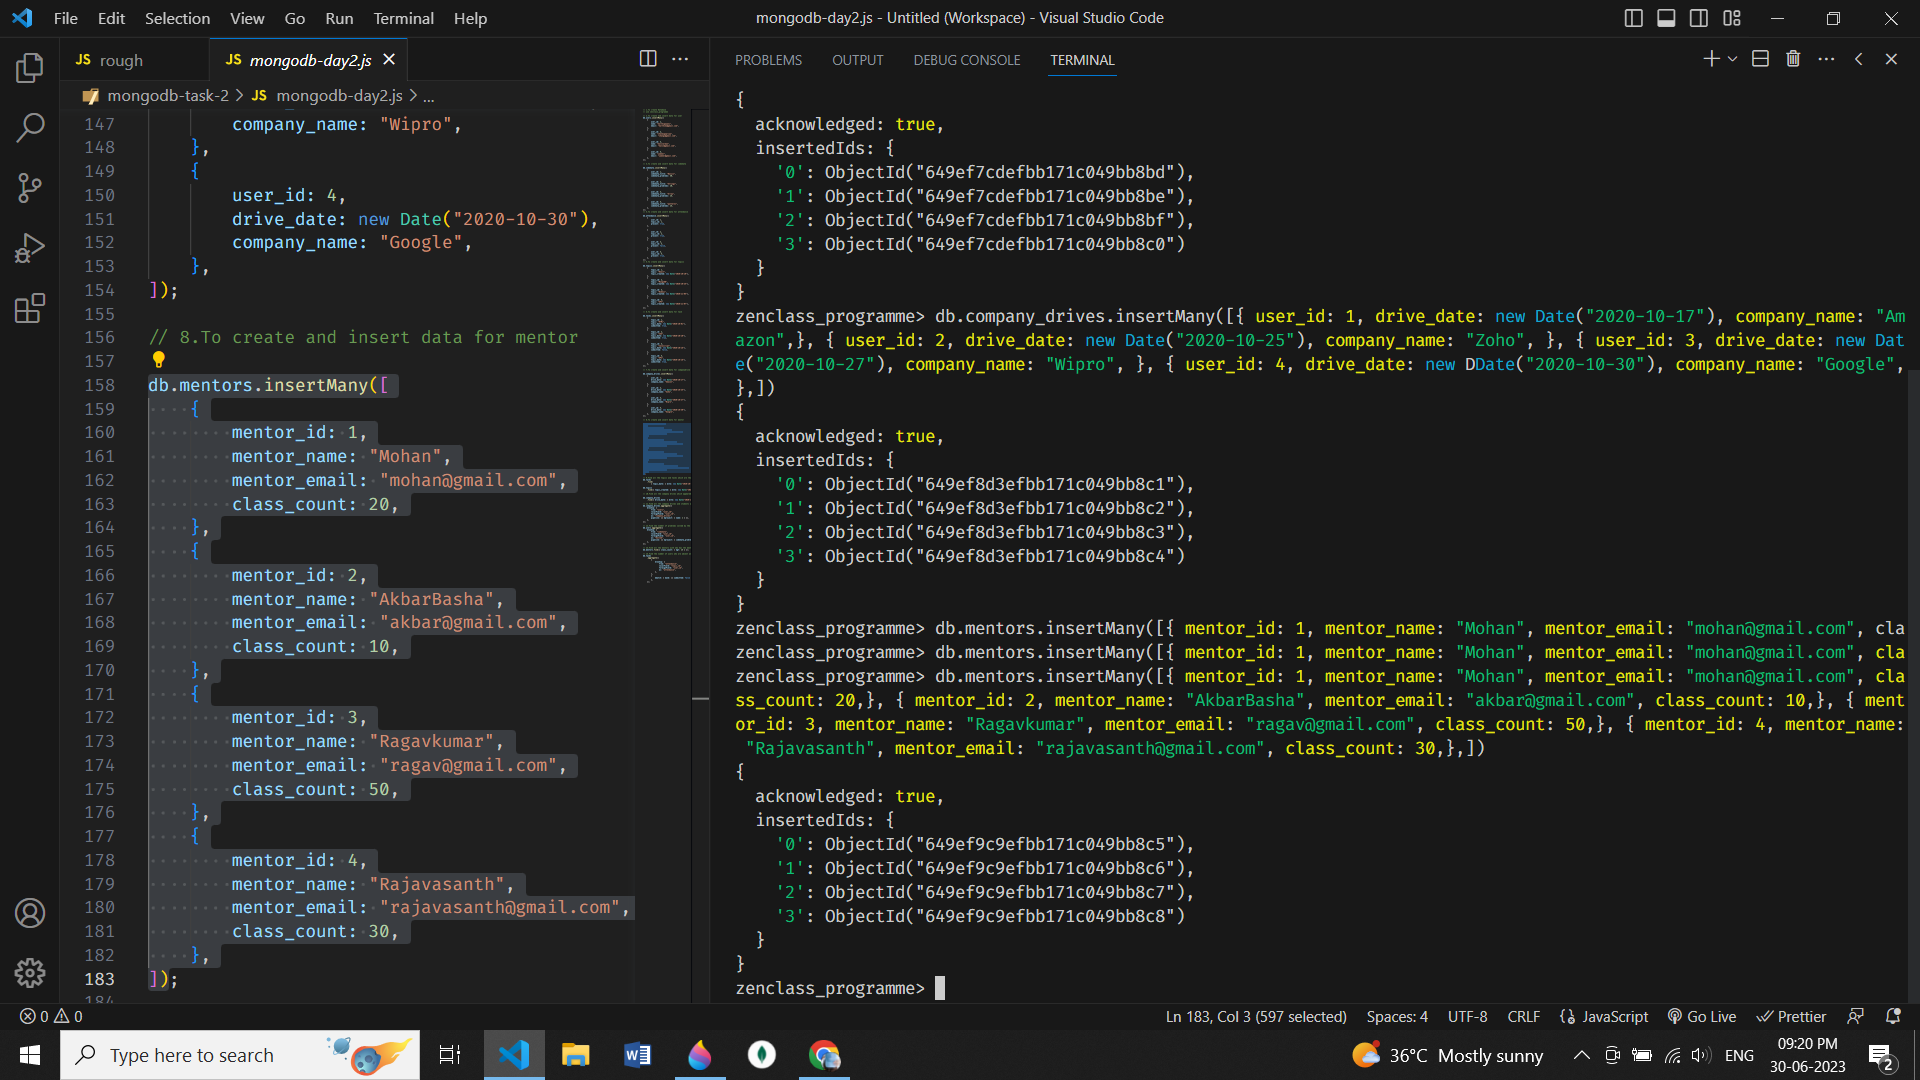 File Edit Selection View Go Run Terminal Help
mongodb-day2.js - Untitled (Workspace) - Visual Studio Code
JS rough
JS mongodb-day2.js
mongodb-task-2 > JS mongodb-day2.js > ...
147 company_name: "Wipro",
148 },
149 {
150 user_id: 4,
151 drive_date: new Date("2020-10-30"),
152 company_name: "Google",
153 },
154 ]);
155
156 // 8.To create and insert data for mentor
157
158 db.mentors.insertMany([
159 {
160 mentor_id: 1,
161 mentor_name: "Mohan",
162 mentor_email: "mohan@gmail.com",
163 class_count: 20,
164 },
165 {
166 mentor_id: 2,
167 mentor_name: "AkbarBasha",
168 mentor_email: "akbar@gmail.com",
169 class_count: 10,
170 },
171 {
172 mentor_id: 3,
173 mentor_name: "Ragavkumar",
174 mentor_email: "ragav@gmail.com",
175 class_count: 50,
176 },
177 {
178 mentor_id: 4,
179 mentor_name: "Rajavasanth",
180 mentor_email: "rajavasanth@gmail.com",
181 class_count: 30,
182 },
183 ]);
184
PROBLEMS OUTPUT DEBUG CONSOLE TERMINAL
{
acknowledged: true,
insertedIds: {
'0': ObjectId("649ef7cdefbb171c049bb8bd"),
'1': ObjectId("649ef7cdefbb171c049bb8be"),
'2': ObjectId("649ef7cdefbb171c049bb8bf"),
'3': ObjectId("649ef7cdefbb171c049bb8c0")
}
}
zenclass_programme> db.company_drives.insertMany([{ user_id: 1, drive_date: new Date("2020-10-17"), company_name: "Am
azon",}, { user_id: 2, drive_date: new Date("2020-10-25"), company_name: "Zoho", }, { user_id: 3, drive_date: new Dat
e("2020-10-27"), company_name: "Wipro", }, { user_id: 4, drive_date: new DDate("2020-10-30"), company_name: "Google",
},])
{
acknowledged: true,
insertedIds: {
'0': ObjectId("649ef8d3efbb171c049bb8c1"),
'1': ObjectId("649ef8d3efbb171c049bb8c2"),
'2': ObjectId("649ef8d3efbb171c049bb8c3"),
'3': ObjectId("649ef8d3efbb171c049bb8c4")
}
}
zenclass_programme> db.mentors.insertMany([{ mentor_id: 1, mentor_name: "Mohan", mentor_email: "mohan@gmail.com", cla
zenclass_programme> db.mentors.insertMany([{ mentor_id: 1, mentor_name: "Mohan", mentor_email: "mohan@gmail.com", cla
zenclass_programme> db.mentors.insertMany([{ mentor_id: 1, mentor_name: "Mohan", mentor_email: "mohan@gmail.com", cla
ss_count: 20,}, { mentor_id: 2, mentor_name: "AkbarBasha", mentor_email: "akbar@gmail.com", class_count: 10,}, { ment
or_id: 3, mentor_name: "Ragavkumar", mentor_email: "ragav@gmail.com", class_count: 50,}, { mentor_id: 4, mentor_name:
"Rajavasanth", mentor_email: "rajavasanth@gmail.com", class_count: 30,},])
{
acknowledged: true,
insertedIds: {
'0': ObjectId("649ef9c9efbb171c049bb8c5"),
'1': ObjectId("649ef9c9efbb171c049bb8c6"),
'2': ObjectId("649ef9c9efbb171c049bb8c7"),
'3': ObjectId("649ef9c9efbb171c049bb8c8")
}
}
zenclass_programme>
0 0
Ln 183, Col 3 (597 selected) Spaces: 4 UTF-8 CRLF JavaScript Go Live Prettier
Type here to search
36°C Mostly sunny
ENG
09:20 PM
30-06-2023
2